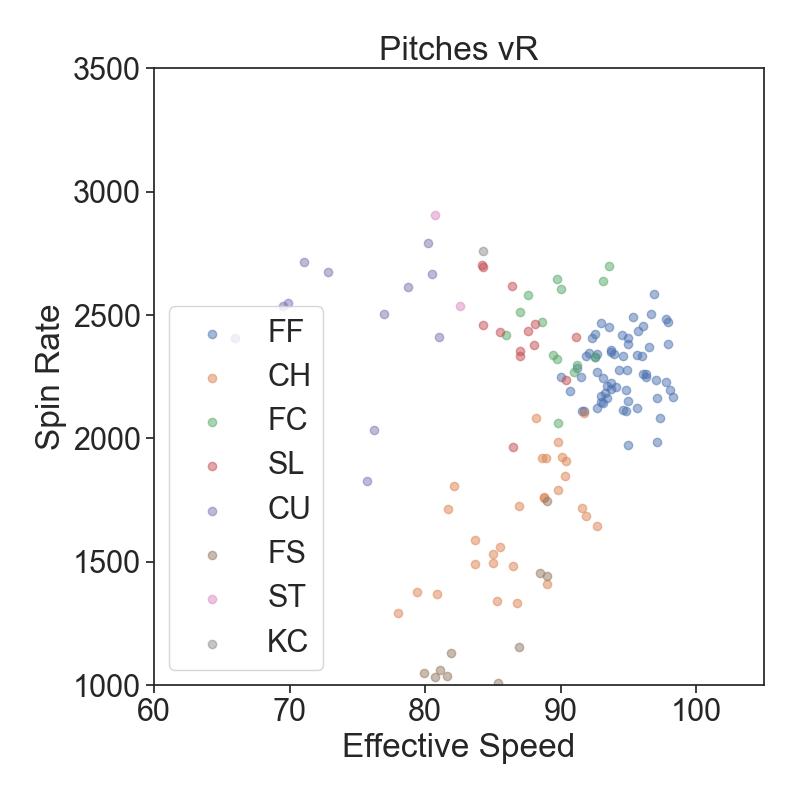 Pitches vR
3500
3000
2500
2000
1500
1000
Spin Rate
FF
CH
FC
SL
CU
FS
ST
KC
60 70 80 90 100
Effective Speed